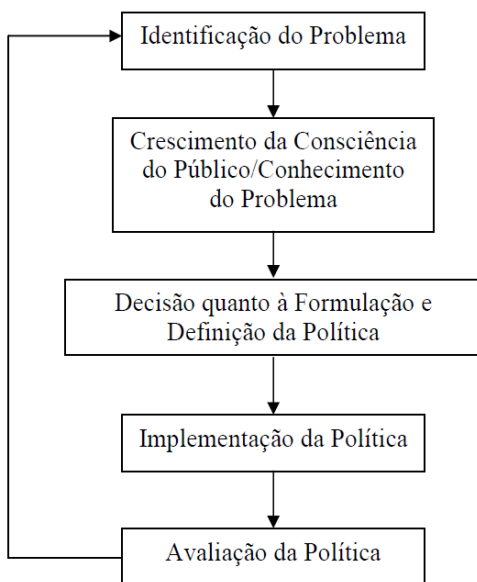 Identificação do Problema
Crescimento da Consciência
do Público/Conhecimento
do Problema
Decisão quanto à Formulação e
Definição da Política
Implementação da Política
Avaliação da Política